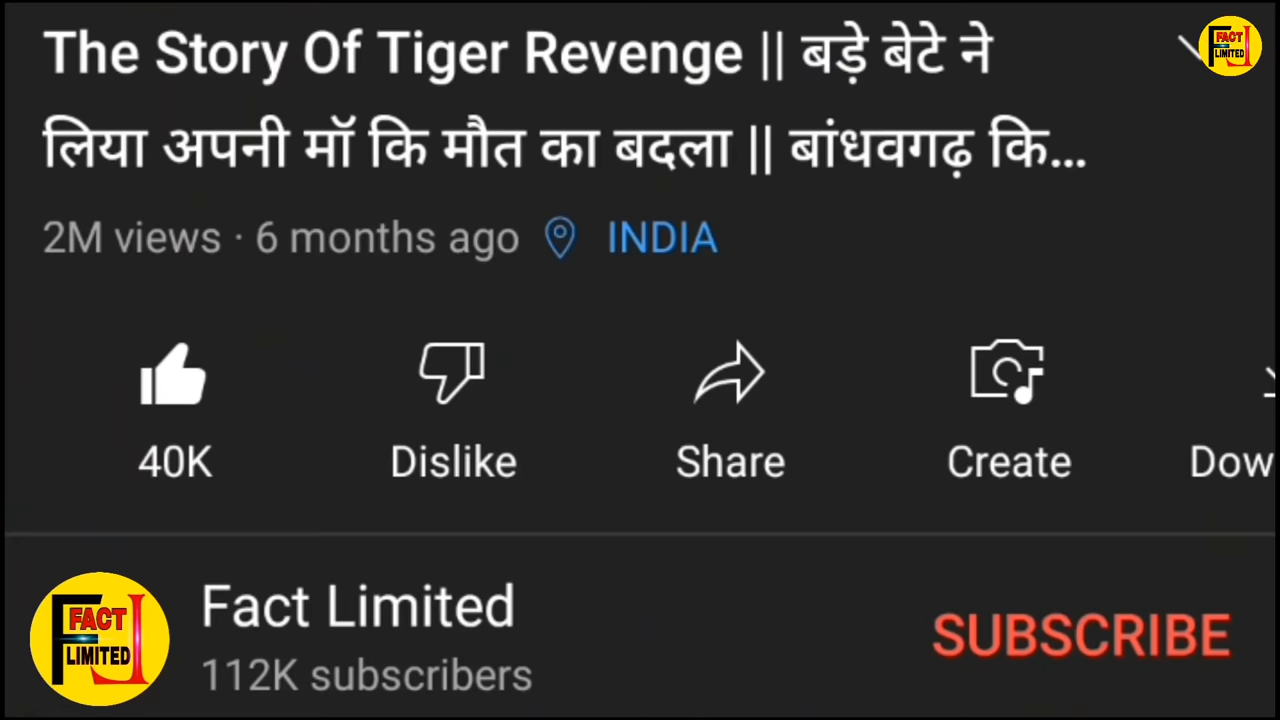 The Story Of Tiger Revenge || बड़े बेटे ने
लिया अपनी मॉ कि मौत का बदला || बांधवगढ़ कि...
2M views · 6 months ago INDIA
40K Dislike Share Create Dow
Fact Limited
112K subscribers
SUBSCRIBE
FACT
LIMITED
FACT
LIMITED